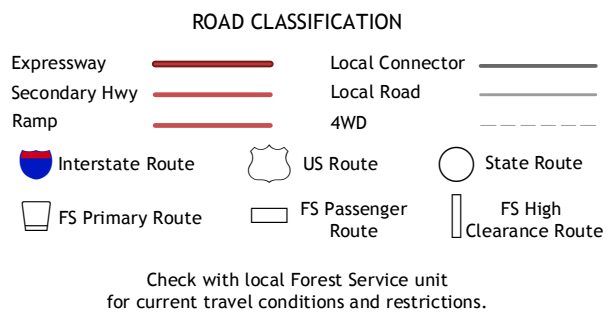 ROAD CLASSIFICATION
Expressway
Secondary Hwy
Ramp
Local Connector
Local Road
4WD
Interstate Route
US Route
State Route
FS Primary Route
FS Passenger
Route
FS High
Clearance Route
Check with local Forest Service unit
for current travel conditions and restrictions.